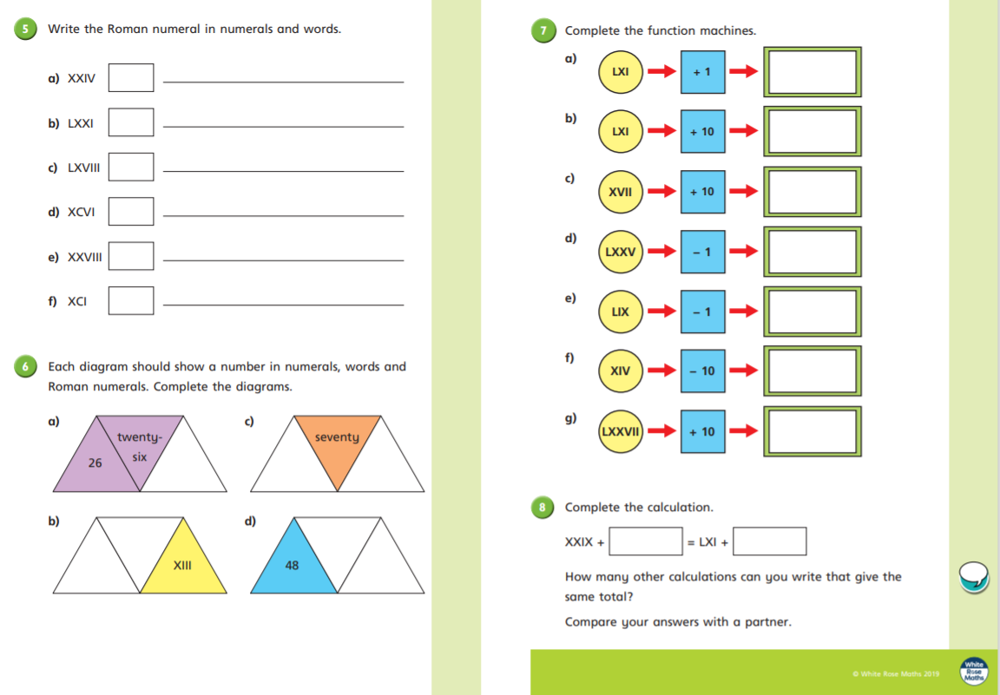 5 Write the Roman numeral in numerals and words.
a) XXIV
b) LXXI
c) LXVIII
d) XCVI
e) XXVIII
f) XCI
6 Each diagram should show a number in numerals, words and
Roman numerals. Complete the diagrams.
a)
26
twenty-
six
c)
seventy
b)
XIII
d)
48
7 Complete the function machines.
a) LXI + 1
b) LXI + 10
c) XVII + 10
d) LXXV – 1
e) LIX – 1
f) XIV – 10
g) LXXVII + 10
8 Complete the calculation.
XXIX + = LXI +
How many other calculations can you write that give the
same total?
Compare your answers with a partner.
© White Rose Maths 2019
White
Rose
Maths